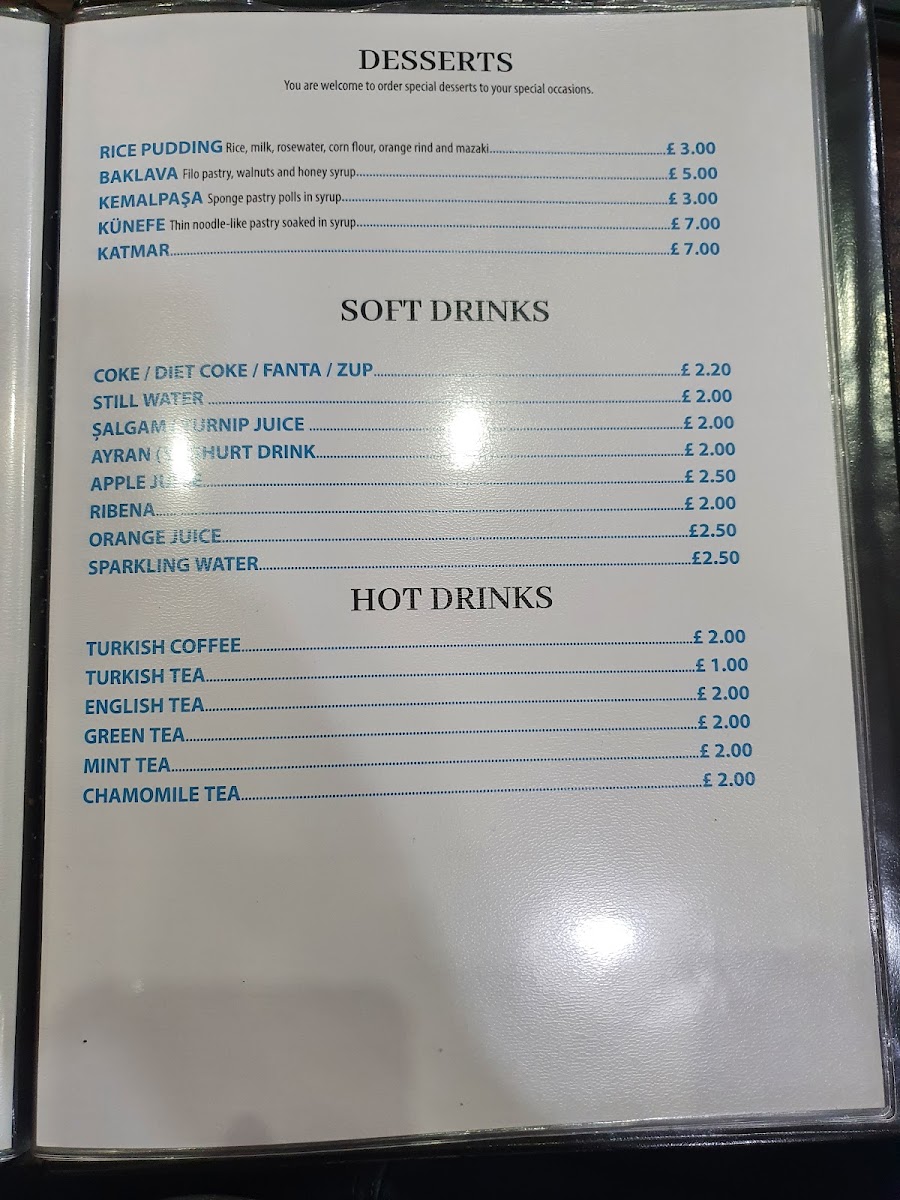 DESSERTS
You are welcome to order special desserts to your special occasions.
RICE PUDDING Rice, milk, rosewater, corn flour, orange rind and mazaki.....£ 3.00
BAKLAVA Filo pastry, walnuts and honey syrup.....£ 5.00
KEMALPAŞA Sponge pastry polls in syrup.....£ 3.00
KÜNEFE Thin noodle-like pastry soaked in syrup.....£ 7.00
KATMAR.....£ 7.00
SOFT DRINKS
COKE / DIET COKE / FANTA / ZUP.....£ 2.20
STILL WATER.....£ 2.00
ŞALGAM / TURNIP JUICE.....£ 2.00
AYRAN (YOGHURT DRINK.....£ 2.00
APPLE JUICE.....£ 2.50
RIBENA.....£ 2.00
ORANGE JUICE.....£2.50
SPARKLING WATER.....£2.50
HOT DRINKS
TURKISH COFFEE.....£ 2.00
TURKISH TEA.....£ 1.00
ENGLISH TEA.....£ 2.00
GREEN TEA.....£ 2.00
MINT TEA.....£ 2.00
CHAMOMILE TEA.....£ 2.00